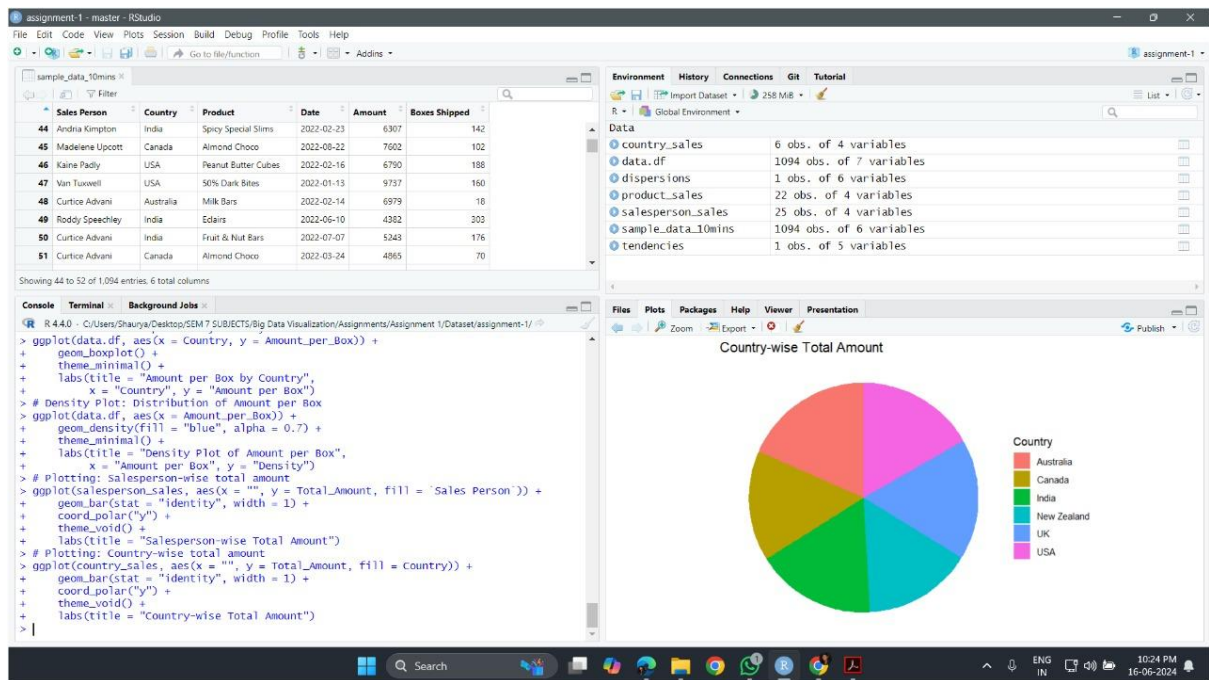 assignment-1 - master - RStudio
File Edit Code View Plots Session Build Debug Profile Tools Help
Go to file/function Addins assignment-1
sample_data_10mins
Filter
Sales Person Country Product Date Amount Boxes Shipped
44 Andria Kimpton India Spicy Special Slims 2022-02-23 6307 142
45 Madelene Upcott Canada Almond Choco 2022-08-22 7602 102
46 Kaine Padly USA Peanut Butter Cubes 2022-02-16 6790 188
47 Van Tuxwell USA 50% Dark Bites 2022-01-13 9737 160
48 Curtice Advani Australia Milk Bars 2022-02-14 6979 18
49 Roddy Speechley India Eclairs 2022-06-10 4382 303
50 Curtice Advani India Fruit & Nut Bars 2022-07-07 5243 176
51 Curtice Advani Canada Almond Choco 2022-03-24 4865 70
Showing 44 to 52 of 1,094 entries, 6 total columns
Environment History Connections Git Tutorial
Import Dataset 258 MiB List
R Global Environment
Data
country_sales 6 obs. of 4 variables
data.df 1094 obs. of 7 variables
dispersions 1 obs. of 6 variables
product_sales 22 obs. of 4 variables
salesperson_sales 25 obs. of 4 variables
sample_data_10mins 1094 obs. of 6 variables
tendencies 1 obs. of 5 variables
Console Terminal Background Jobs
R 4.4.0 · C:/Users/Shaurya/Desktop/SEM 7 SUBJECTS/Big Data Visualization/Assignments/Assignment 1/Dataset/assignment-1/
> ggplot(data.df, aes(x = Country, y = Amount_per_Box)) +
+ geom_boxplot() +
+ theme_minimal() +
+ labs(title = "Amount per Box by Country",
+ x = "Country", y = "Amount per Box")
> # Density Plot: Distribution of Amount per Box
> ggplot(data.df, aes(x = Amount_per_Box)) +
+ geom_density(fill = "blue", alpha = 0.7) +
+ theme_minimal() +
+ labs(title = "Density Plot of Amount per Box",
+ x = "Amount per Box", y = "Density")
> # Plotting: Salesperson-wise total amount
> ggplot(salesperson_sales, aes(x = "", y = Total_Amount, fill = `Sales Person`)) +
+ geom_bar(stat = "identity", width = 1) +
+ coord_polar("y") +
+ theme_void() +
+ labs(title = "Salesperson-wise Total Amount")
> # Plotting: Country-wise total amount
> ggplot(country_sales, aes(x = "", y = Total_Amount, fill = Country)) +
+ geom_bar(stat = "identity", width = 1) +
+ coord_polar("y") +
+ theme_void() +
+ labs(title = "Country-wise Total Amount")
>
Files Plots Packages Help Viewer Presentation
Zoom Export Publish
Country-wise Total Amount
Country
Australia
Canada
India
New Zealand
UK
USA
Search
ENG
IN
10:24 PM
16-06-2024